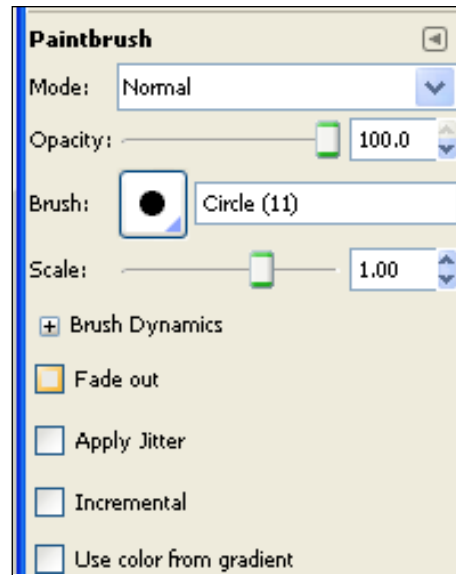 Paintbrush
Mode: Normal
Opacity: 100.0
Brush: Circle (11)
Scale: 1.00
Brush Dynamics
Fade out
Apply Jitter
Incremental
Use color from gradient